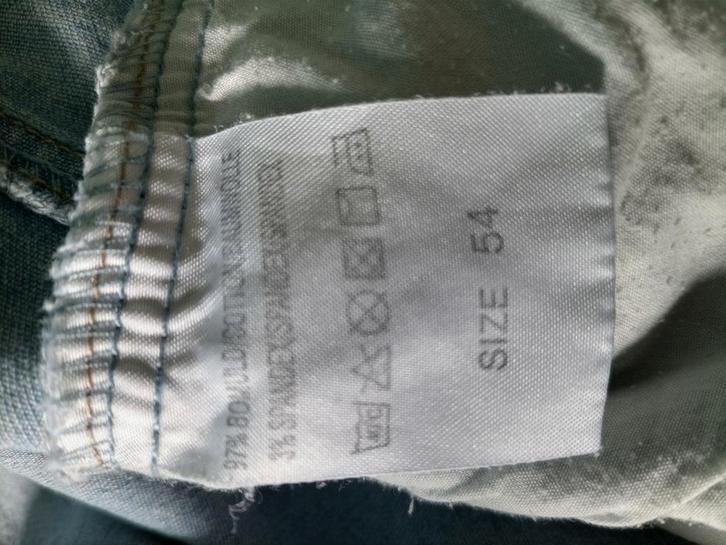 97% BOMULD/COTTON/BAUMWOLLE
3% SPANDEX/SPANDEX/SPANDEX
SIZE 54